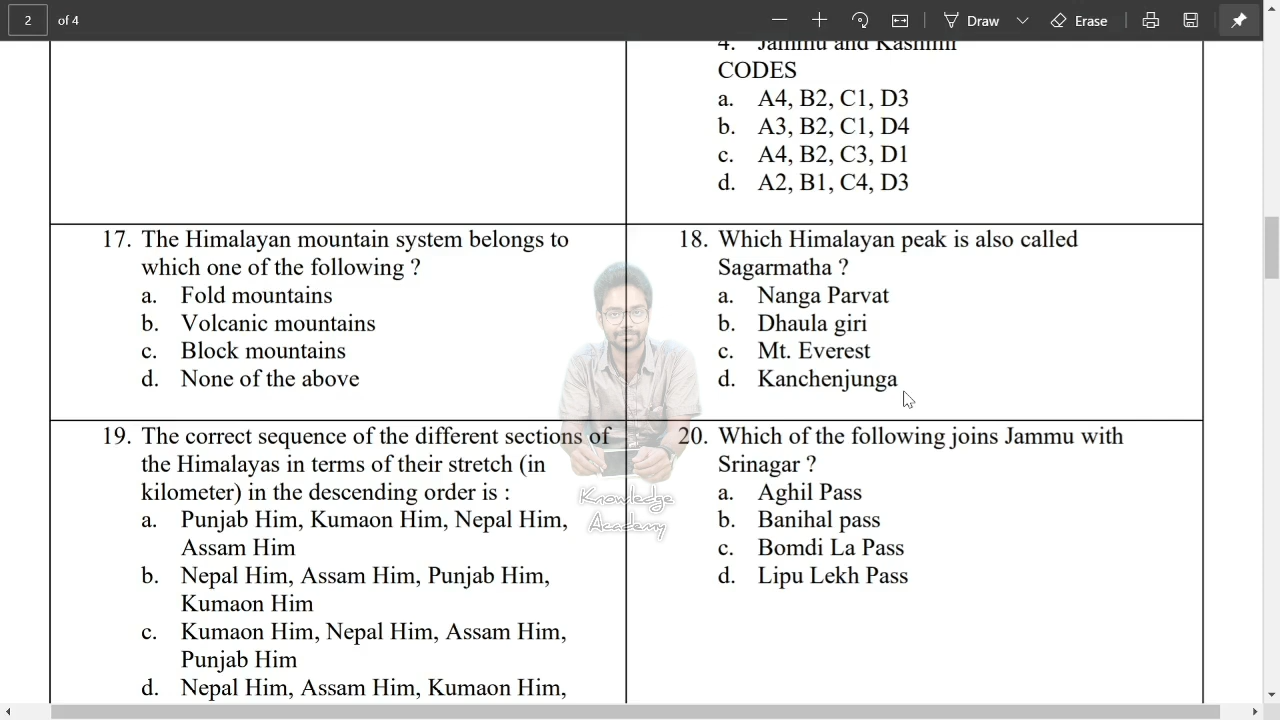 2 of 4
Draw
Erase
4. Jammu and Kashmir
CODES
a. A4, B2, C1, D3
b. A3, B2, C1, D4
c. A4, B2, C3, D1
d. A2, B1, C4, D3
17. The Himalayan mountain system belongs to
which one of the following ?
a. Fold mountains
b. Volcanic mountains
c. Block mountains
d. None of the above
18. Which Himalayan peak is also called
Sagarmatha ?
a. Nanga Parvat
b. Dhaula giri
c. Mt. Everest
d. Kanchenjunga
19. The correct sequence of the different sections of
the Himalayas in terms of their stretch (in
kilometer) in the descending order is :
a. Punjab Him, Kumaon Him, Nepal Him,
Assam Him
b. Nepal Him, Assam Him, Punjab Him,
Kumaon Him
c. Kumaon Him, Nepal Him, Assam Him,
Punjab Him
d. Nepal Him, Assam Him, Kumaon Him,
20. Which of the following joins Jammu with
Srinagar ?
a. Aghil Pass
b. Banihal pass
c. Bomdi La Pass
d. Lipu Lekh Pass
Knowledge
Academy